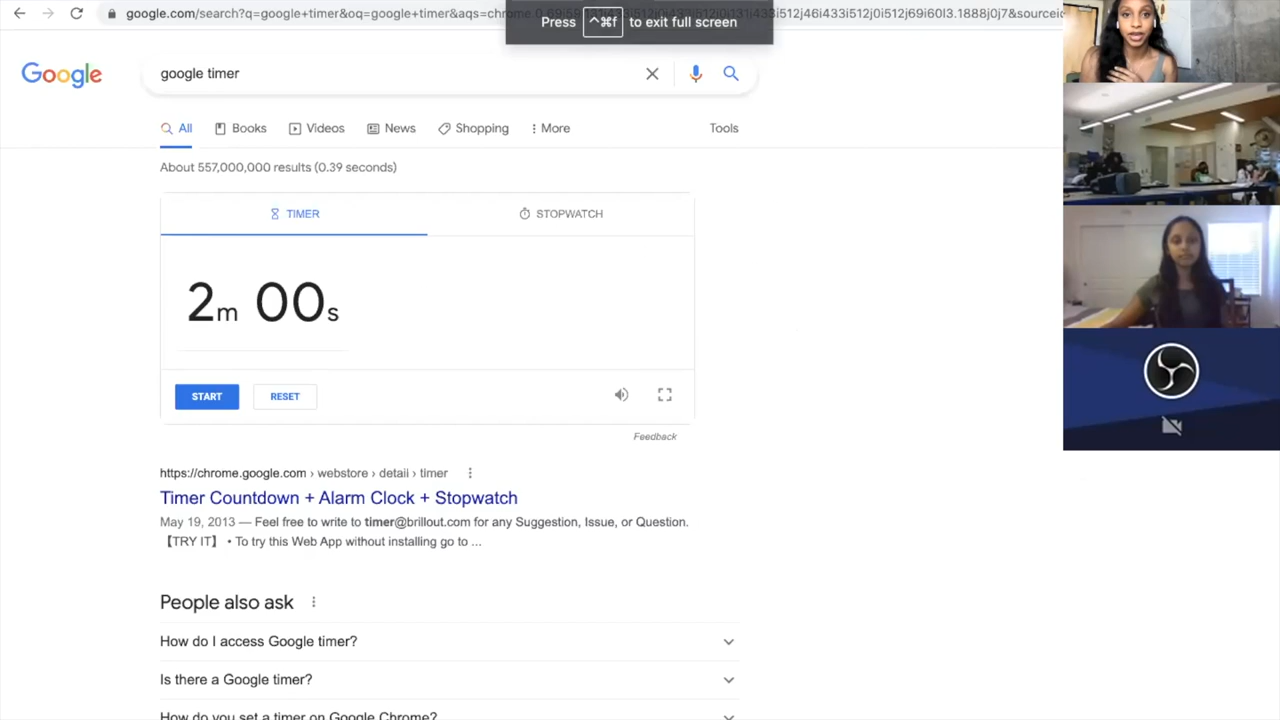 google.com/search?q=google+timer&oq=google+timer&aqs=chrome.
Press ^⌘f to exit full screen
Google
google timer
All Books Videos News Shopping More Tools
About 557,000,000 results (0.39 seconds)
TIMER STOPWATCH
2m 00s
START RESET
Feedback
https://chrome.google.com › webstore › detail › timer
Timer Countdown + Alarm Clock + Stopwatch
May 19, 2013 — Feel free to write to timer@brillout.com for any Suggestion, Issue, or Question.
【TRY IT】 • To try this Web App without installing go to ...
People also ask
How do I access Google timer?
Is there a Google timer?
How do you set a timer on Google Chrome?